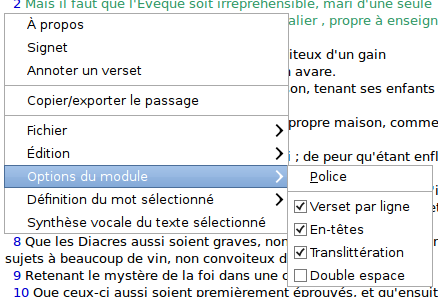 2 Mais il faut que l'Evêque soit irrépréhensible, mari d'une seule
À propos
alier , propre à enseign
Signet
iteux d'un gain
Annoter un verset
avare.
on, tenant ses enfants
Copier/exporter le passage
propre maison, comme
Fichier
Édition
; de peur qu'étant enfl
Options du module
Police
Définition du mot sélectionné
Verset par ligne
Synthèse vocale du texte sélectionné
En-têtes
8 Que les Diacres aussi soient graves, non
Translittération
sujets à beaucoup de vin, non convoiteux d
9 Retenant le mystère de la foi dans une c
Double espace
10 Que ceux-ci aussi soient premièrement éprouvés, et qu'ensuit